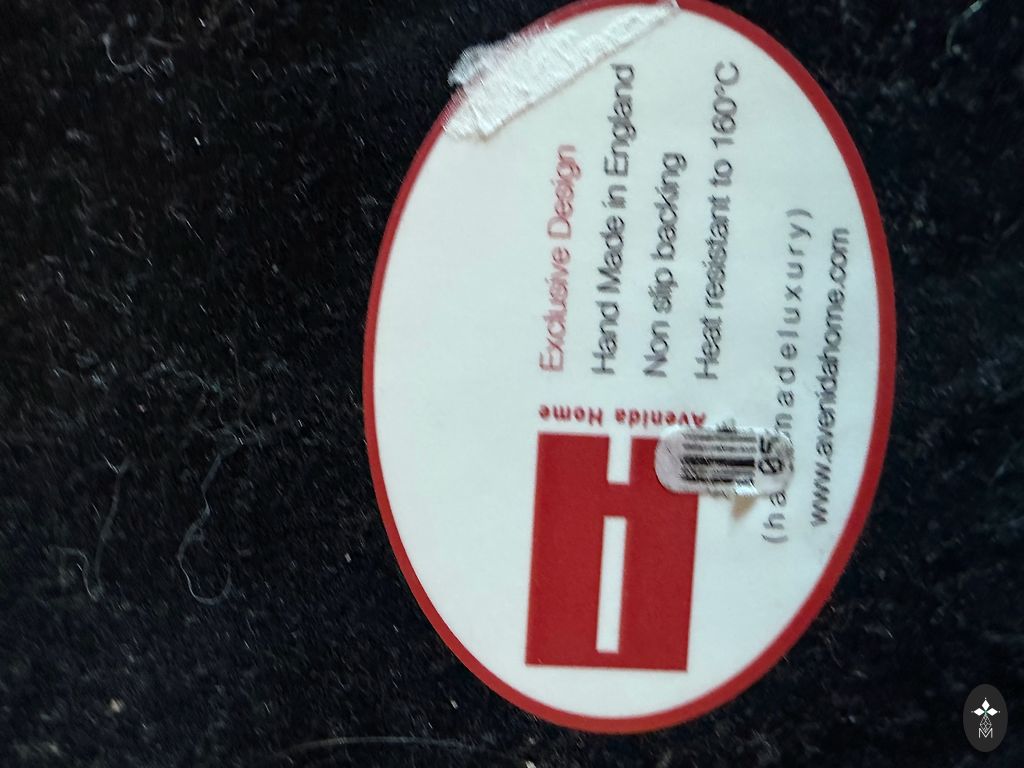 Exclusive Design
Hand Made in England
Non slip backing
Heat resistant to 160°C
Avenida Home
www.avenidahome.com